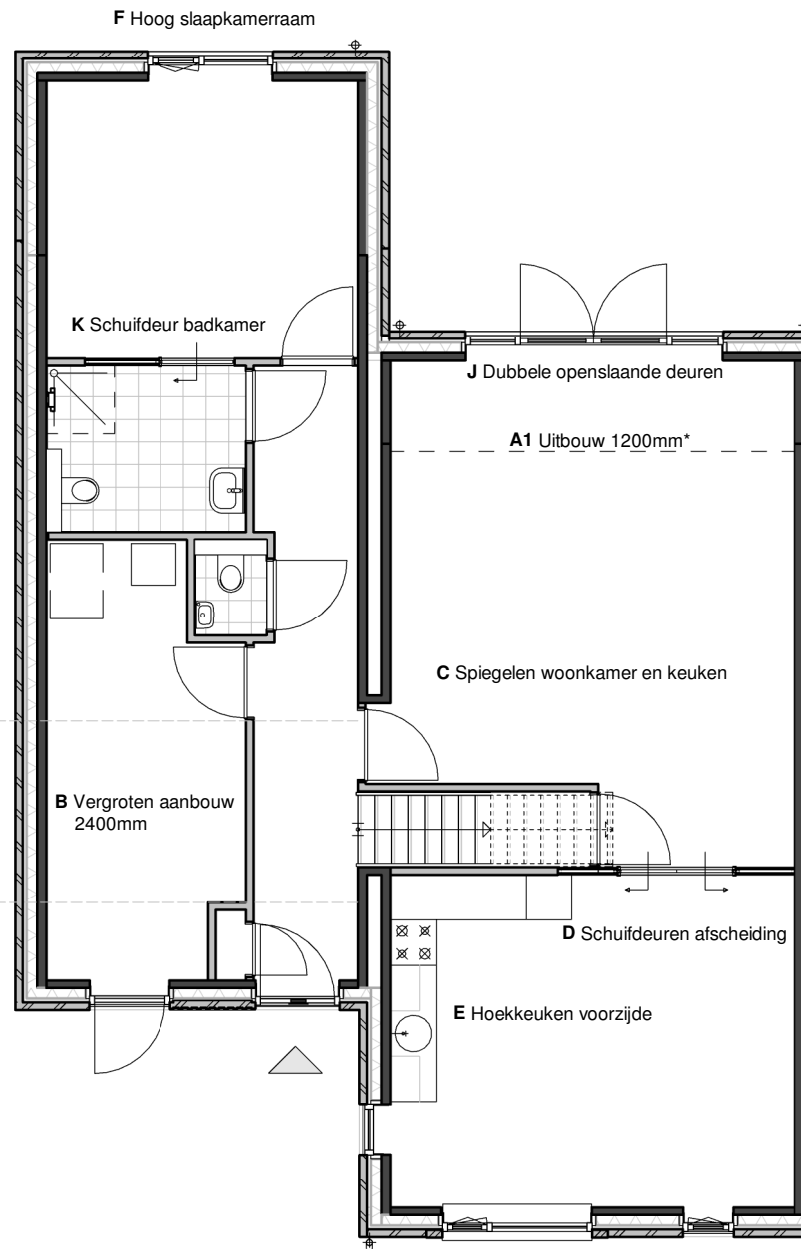 F Hoog slaapkamerraam
K Schuifdeur badkamer
J Dubbele openslaande deuren
A1 Uitbouw 1200mm*
C Spiegelen woonkamer en keuken
B Vergroten aanbouw
2400mm
D Schuifdeuren afscheiding
E Hoekkeuken voorzijde